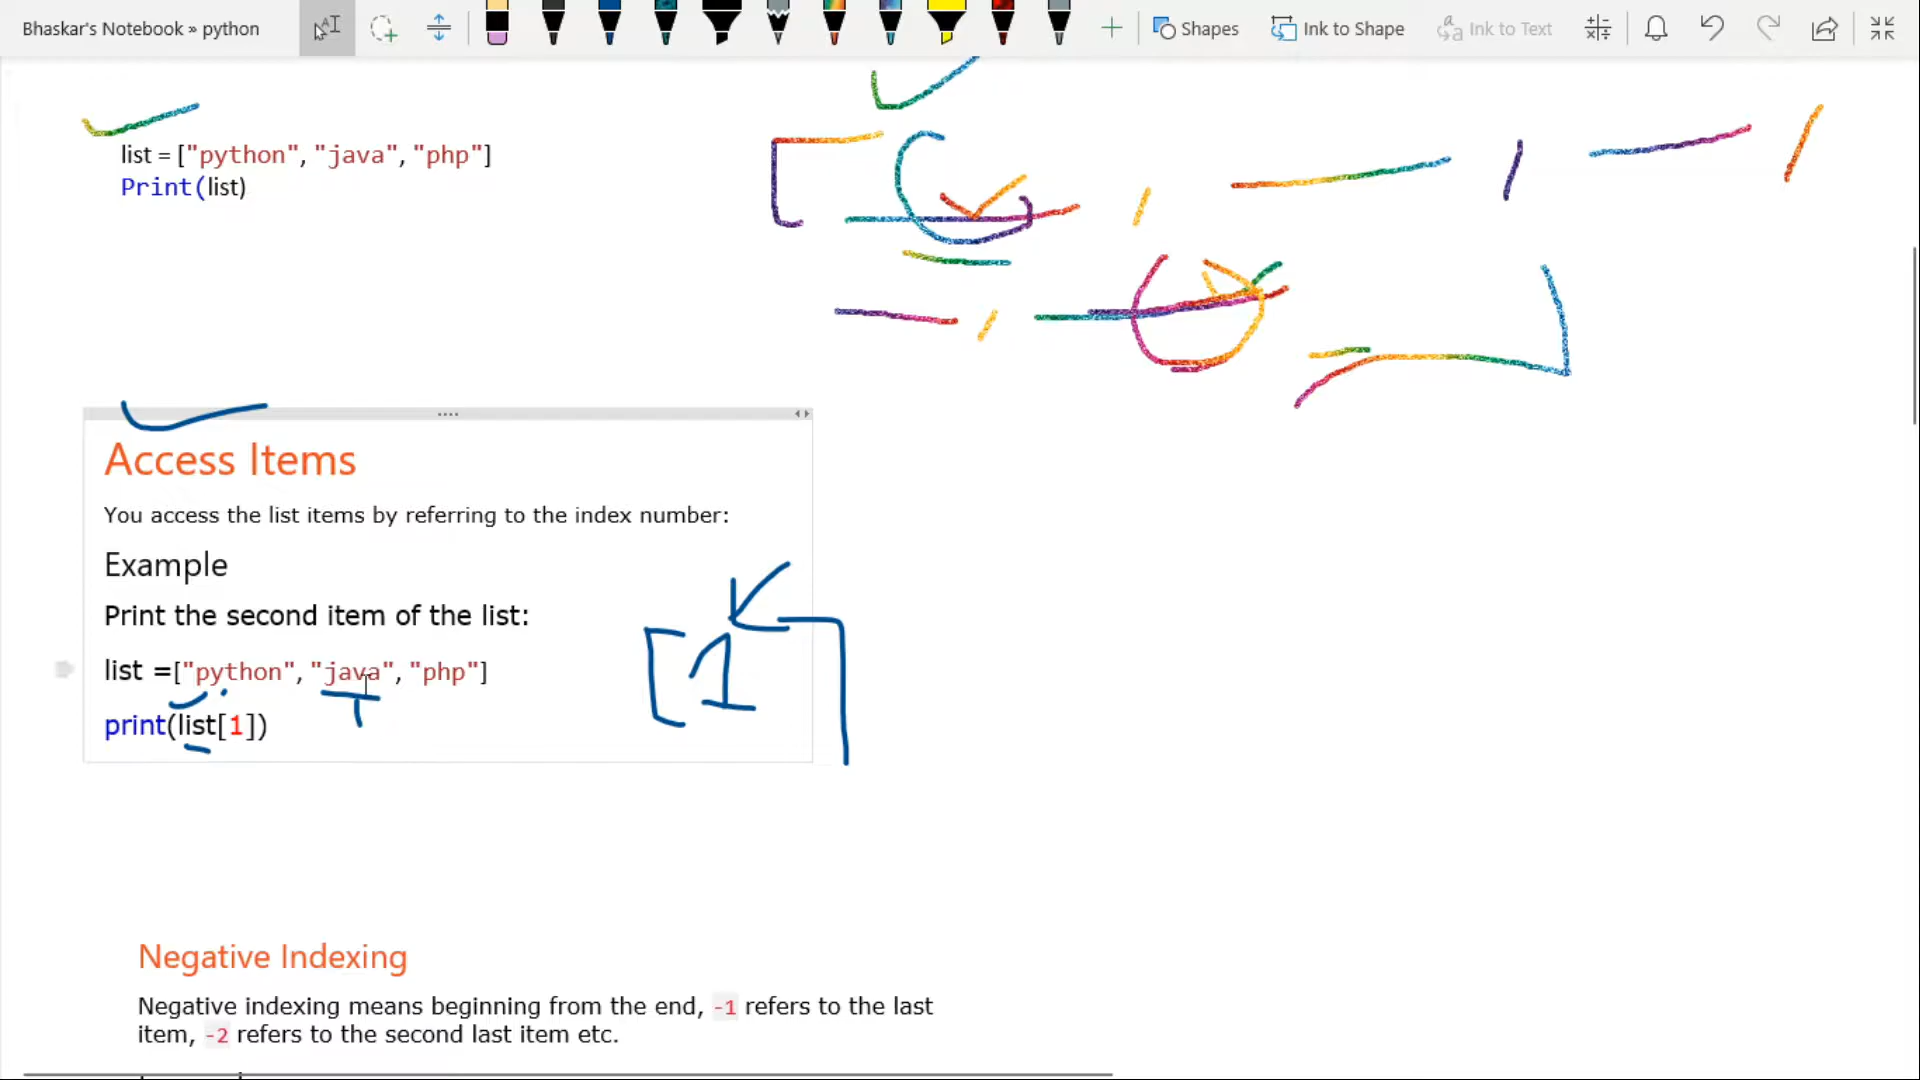 Bhaskar's Notebook » python
Shapes
Ink to Shape
Ink to Text
list = ["python", "java", "php"]
Print(list)
Access Items
You access the list items by referring to the index number:
Example
Print the second item of the list:
list =["python", "java", "php"]
print(list[1])
[1
Negative Indexing
Negative indexing means beginning from the end, -1 refers to the last
item, -2 refers to the second last item etc.